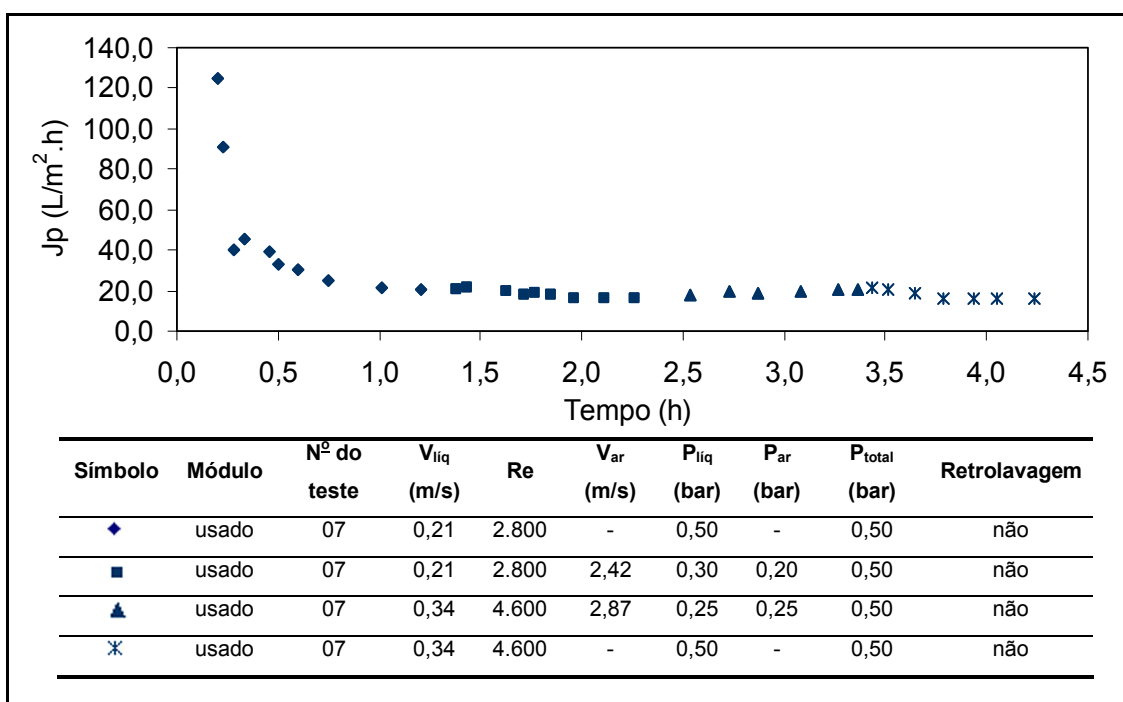 140,0
120,0
100,0
80,0
60,0
40,0
20,0
0,0
Jp (L/m².h)
0,0 0,5 1,0 1,5 2,0 2,5 3,0 3,5 4,0 4,5
Tempo (h)
Símbolo Módulo Nº do teste V líq (m/s) Re V ar (m/s) P líq (bar) P ar (bar) P total (bar) Retrolavagem
usado 07 0,21 2.800 - 0,50 - 0,50 não
usado 07 0,21 2.800 2,42 0,30 0,20 0,50 não
usado 07 0,34 4.600 2,87 0,25 0,25 0,50 não
usado 07 0,34 4.600 - 0,50 - 0,50 não